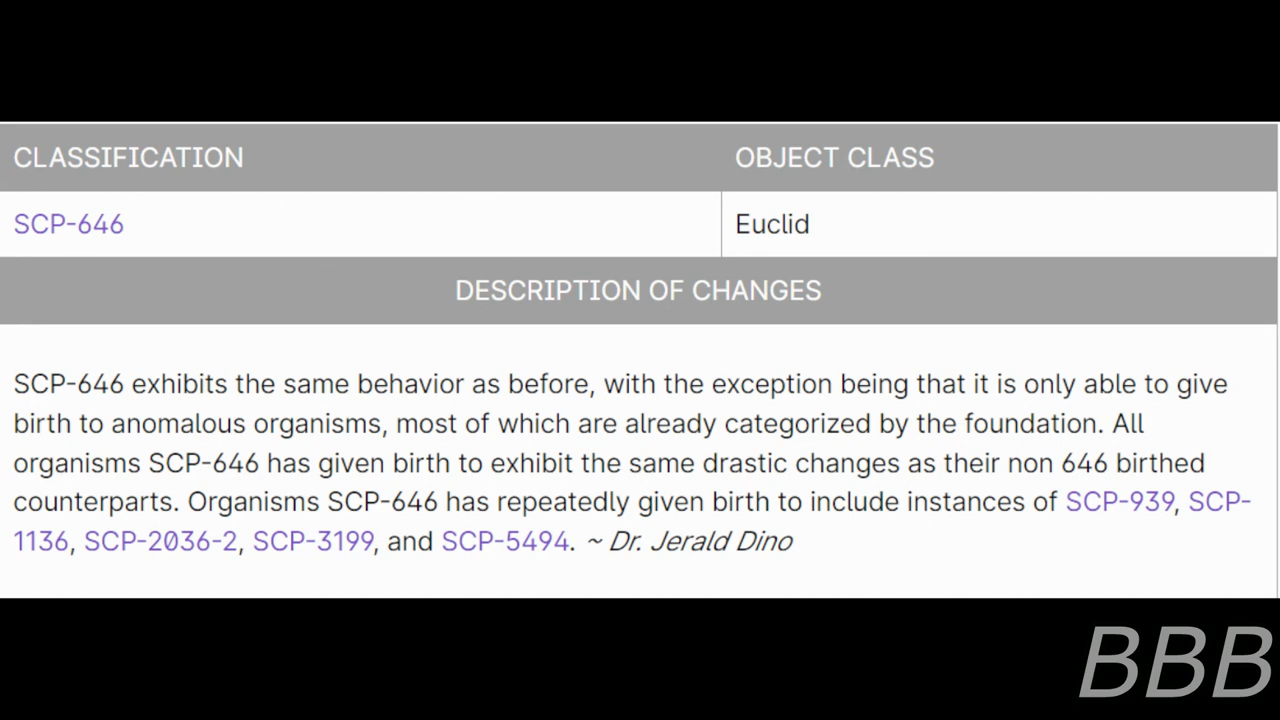 CLASSIFICATION OBJECT CLASS
SCP-646 Euclid
DESCRIPTION OF CHANGES
SCP-646 exhibits the same behavior as before, with the exception being that it is only able to give
birth to anomalous organisms, most of which are already categorized by the foundation. All
organisms SCP-646 has given birth to exhibit the same drastic changes as their non 646 birthed
counterparts. Organisms SCP-646 has repeatedly given birth to include instances of SCP-939, SCP-
1136, SCP-2036-2, SCP-3199, and SCP-5494. ~ Dr. Jerald Dino
BBB